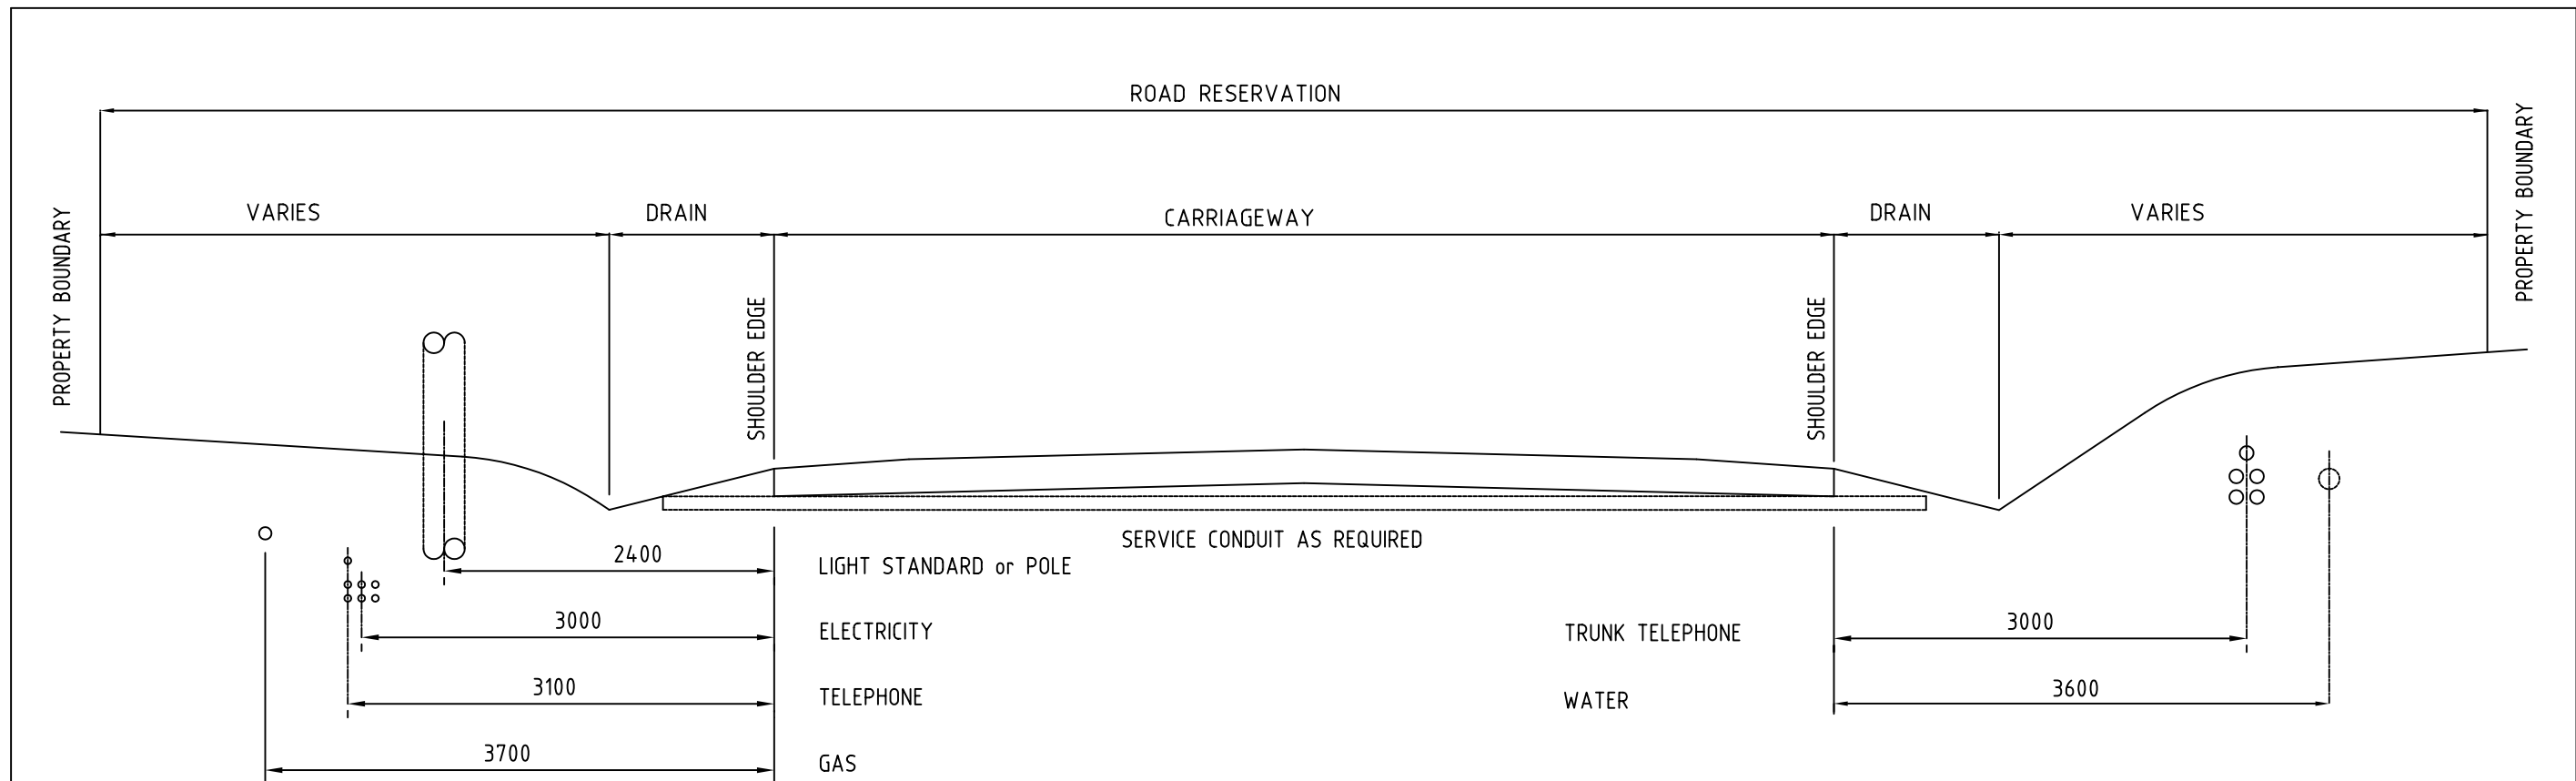 ROAD RESERVATION
VARIES
DRAIN
CARRIAGEWAY
DRAIN
VARIES
PROPERTY BOUNDARY
SHOULDER EDGE
SHOULDER EDGE
PROPERTY BOUNDARY
SERVICE CONDUIT AS REQUIRED
2400
LIGHT STANDARD or POLE
3000
ELECTRICITY
TRUNK TELEPHONE
3000
3100
TELEPHONE
WATER
3600
3700
GAS